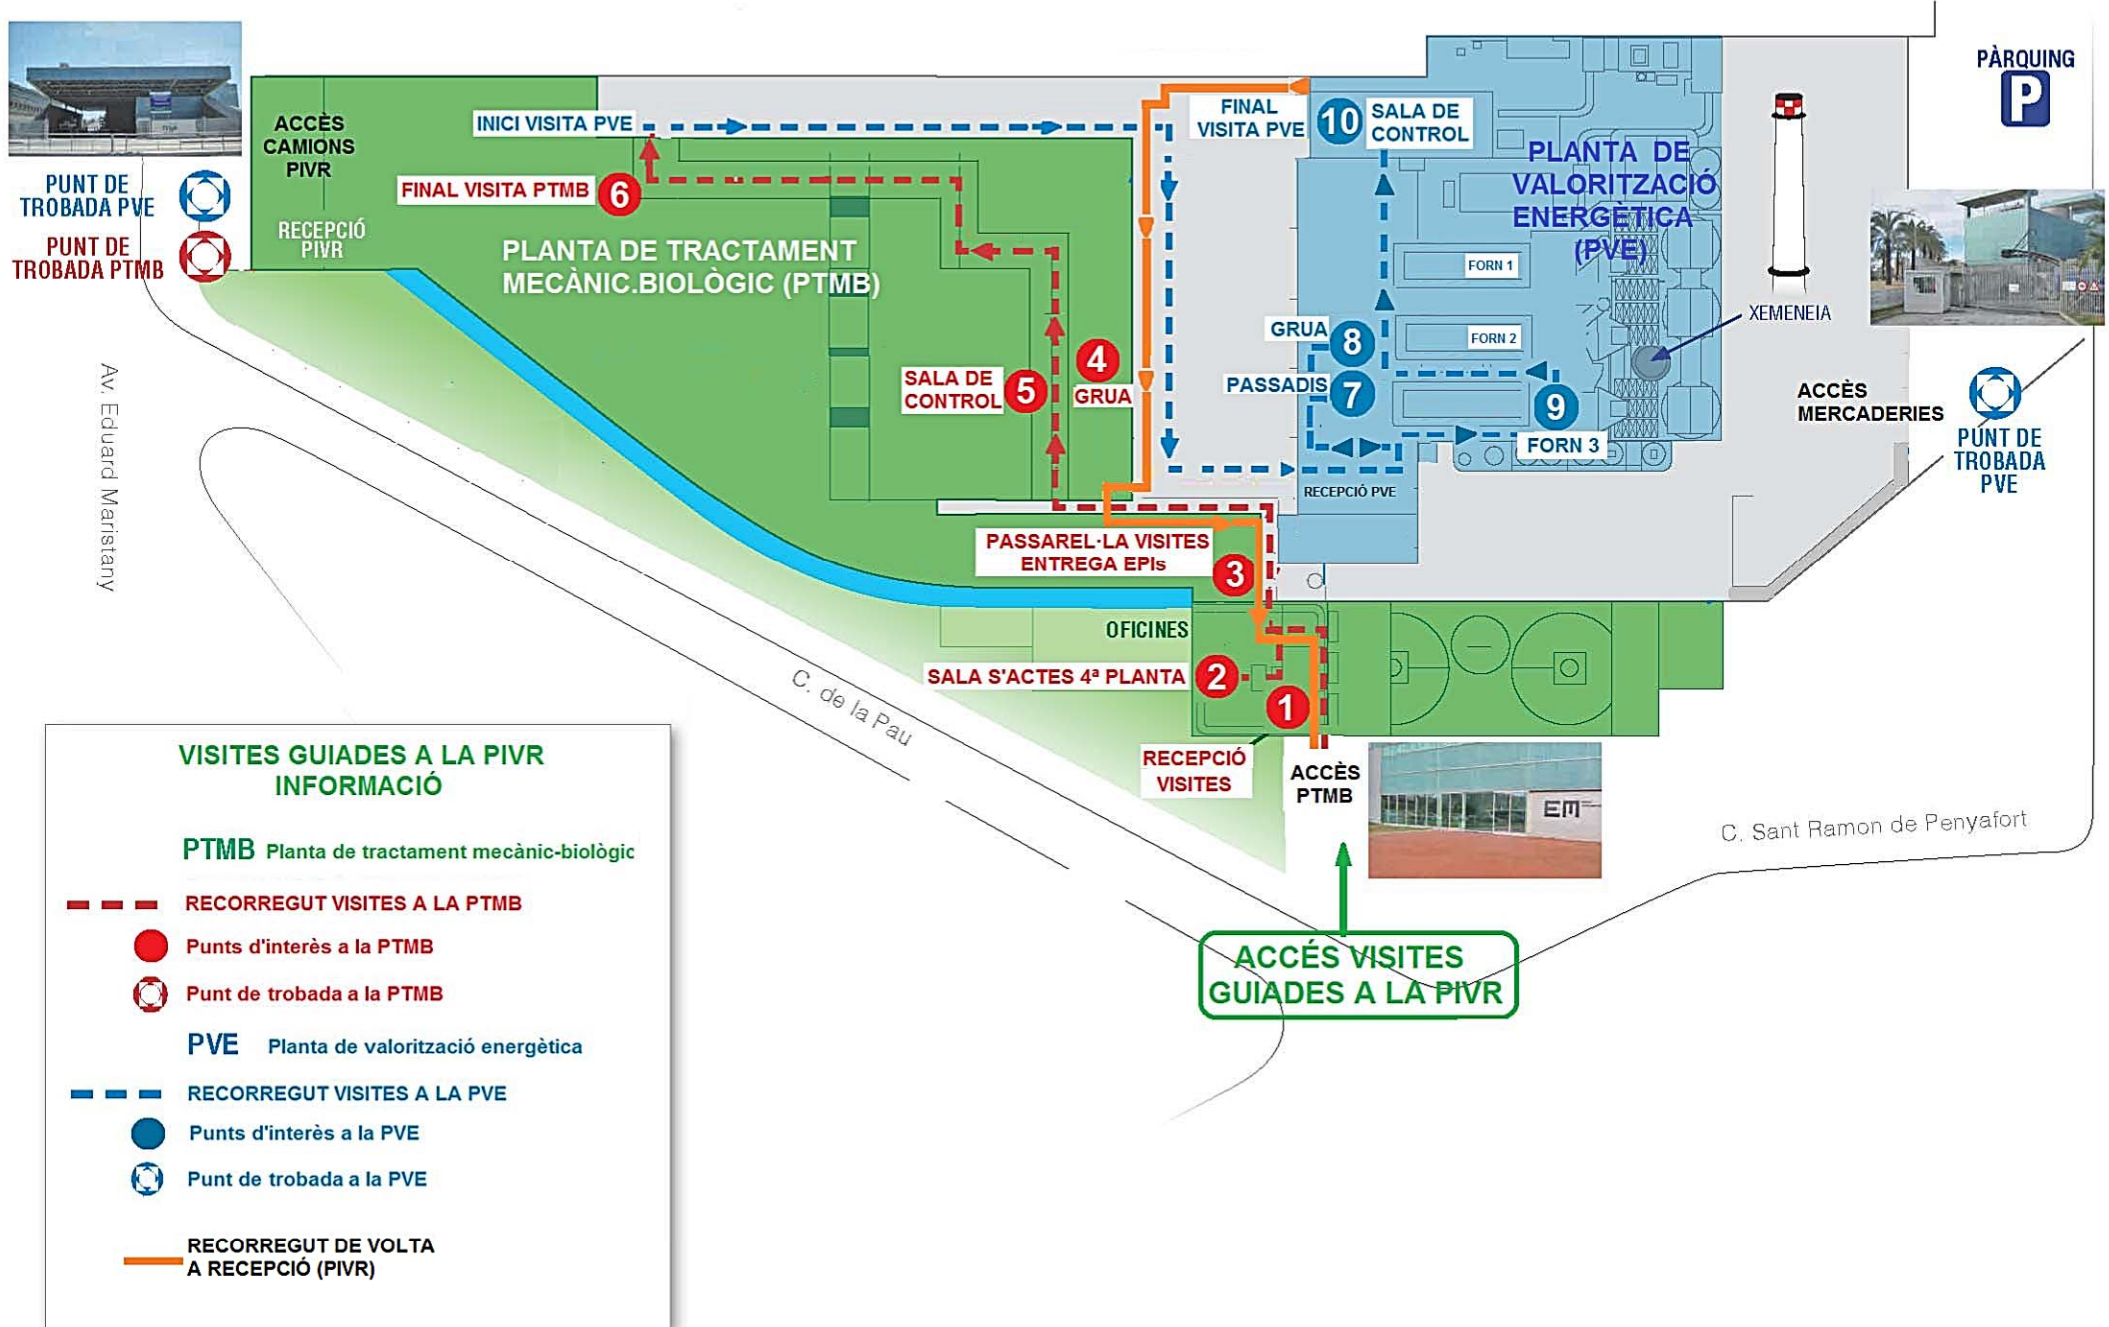 PÀRQUING
P
ACCÈS
CAMIONS
PIVR
INICI VISITA PVE
FINAL
VISITA PVE
10
SALA DE
CONTROL
PLANTA DE
VALORITZACIÓ
ENERGÈTICA
(PVE)
PUNT DE
TROBADA PVE
FINAL VISITA PTMB
6
RECEPCIÓ
PIVR
PUNT DE
TROBADA PTMB
PLANTA DE TRACTAMENT
MECÀNIC.BIOLÒGIC (PTMB)
FORN 1
XEMENEIA
GRUA
8
FORN 2
4
GRUA
SALA DE
CONTROL
5
PASSADIS
7
9
FORN 3
ACCÈS
MERCADERIES
PUNT DE
TROBADA
PVE
Av. Eduard Maristany
RECEPCIÓ PVE
PASSAREL·LA VISITES
ENTREGA EPIs
3
OFICINES
SALA S'ACTES 4ª PLANTA
2
1
C. de la Pau
RECEPCIÓ
VISITES
ACCÈS
PTMB
EM
C. Sant Ramon de Penyafort
ACCÉS VISITES
GUIADES A LA PIVR
VISITES GUIADES A LA PIVR
INFORMACIÓ
PTMB Planta de tractament mecànic-biològic
RECORREGUT VISITES A LA PTMB
Punts d'interès a la PTMB
Punt de trobada a la PTMB
PVE Planta de valorització energètica
RECORREGUT VISITES A LA PVE
Punts d'interès a la PVE
Punt de trobada a la PVE
RECORREGUT DE VOLTA
A RECEPCIÓ (PIVR)